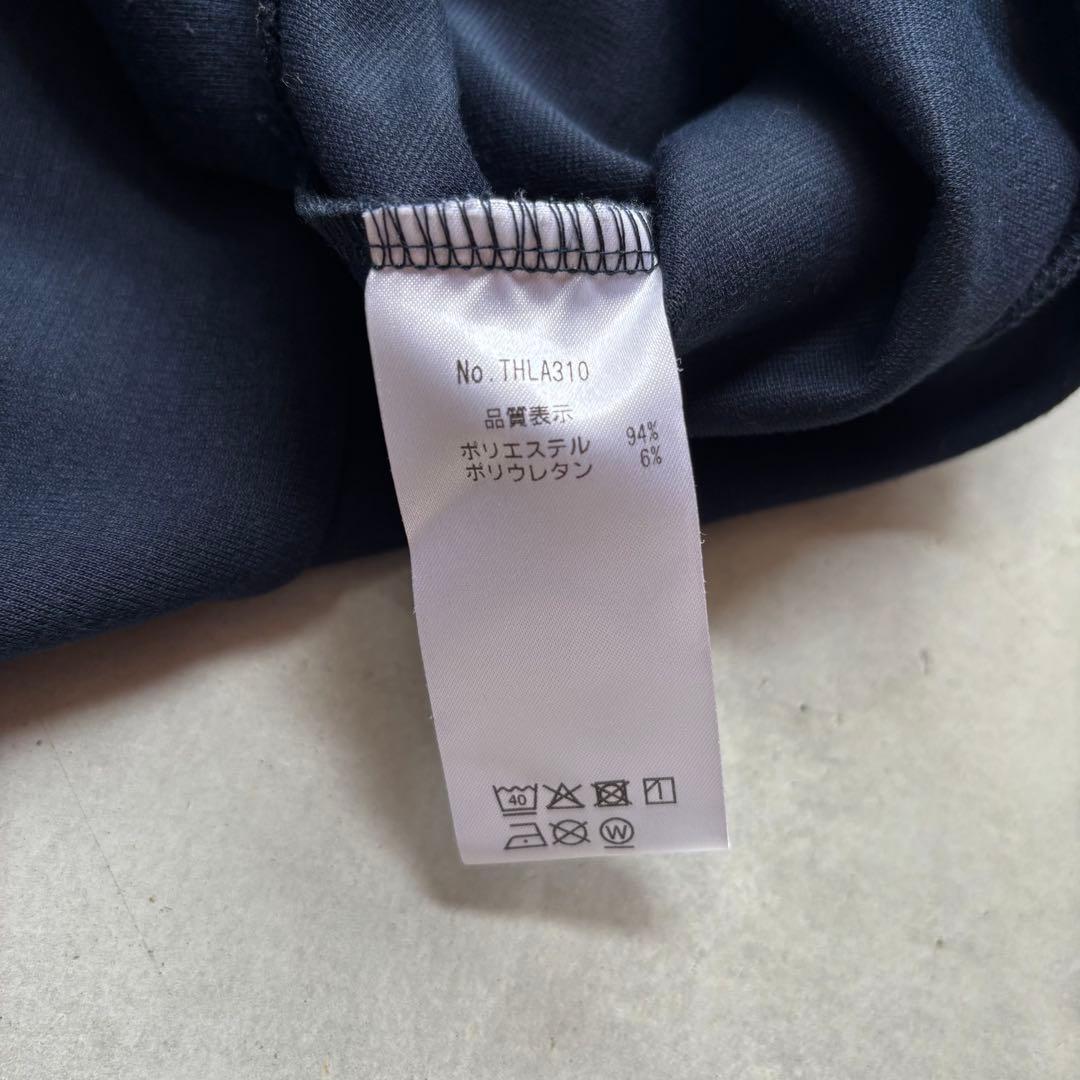 No.THLA310
品質表示
ポリエステル 94%
ポリウレタン 6%
40
W